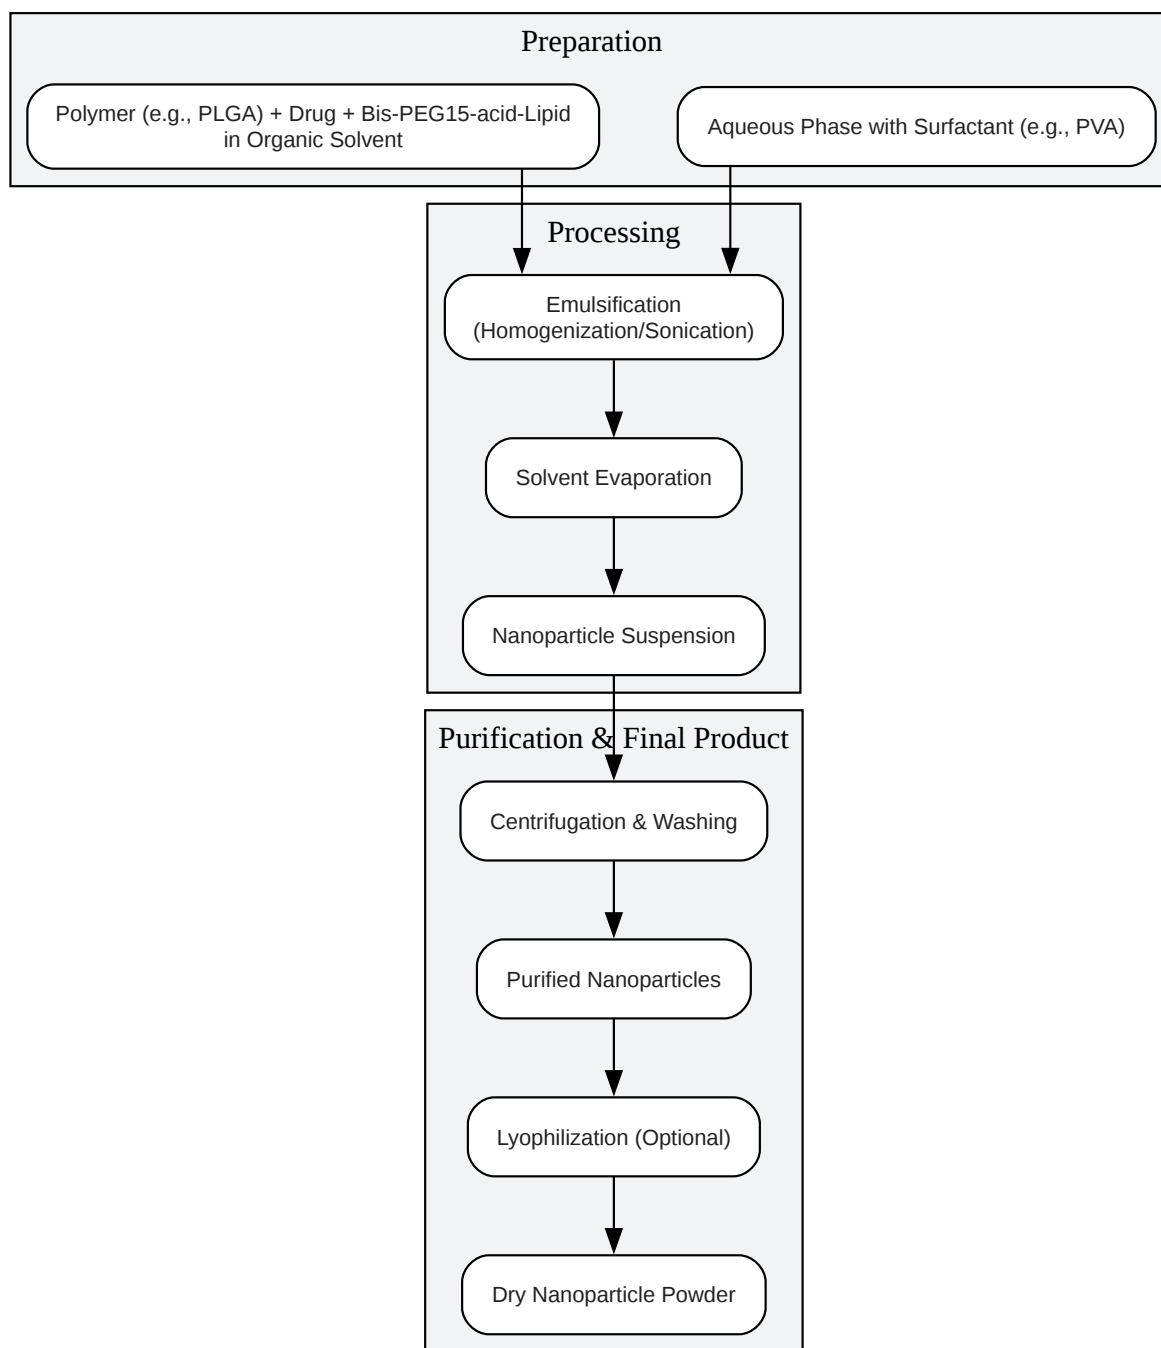 Preparation
Polymer (e.g., PLGA) + Drug + Bis-PEG15-acid-Lipid
in Organic Solvent
Aqueous Phase with Surfactant (e.g., PVA)
Processing
Emulsification
(Homogenization/Sonication)
Solvent Evaporation
Nanoparticle Suspension
Purification & Final Product
Centrifugation & Washing
Purified Nanoparticles
Lyophilization (Optional)
Dry Nanoparticle Powder